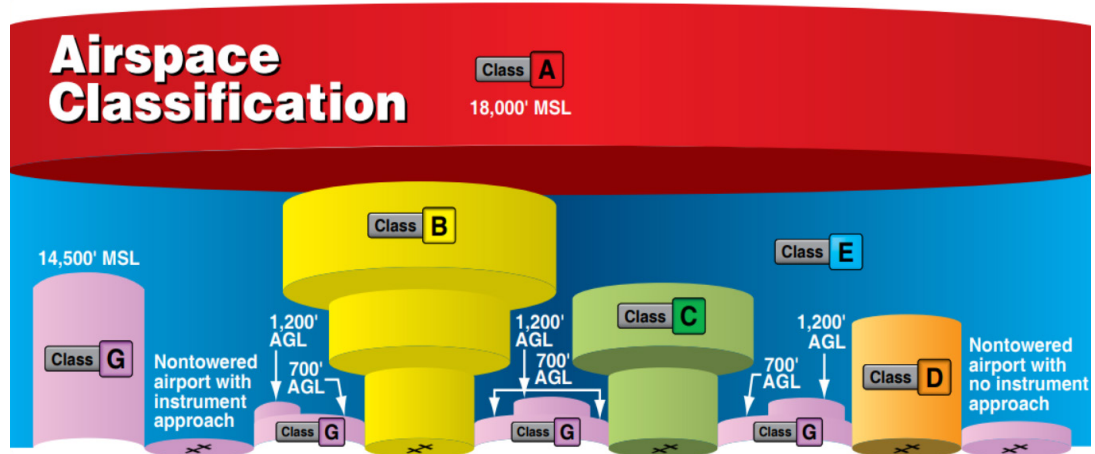 Airspace
Classification
Class A
18,000' MSL
Class B
Class E
14,500' MSL
Class C
1,200'
AGL
1,200'
AGL
1,200'
AGL
Class G
Nontowered
airport with
instrument
approach
700'
AGL
700'
AGL
700'
AGL
Class D
Nontowered
airport with
no instrument
approach
Class G
Class G
Class G